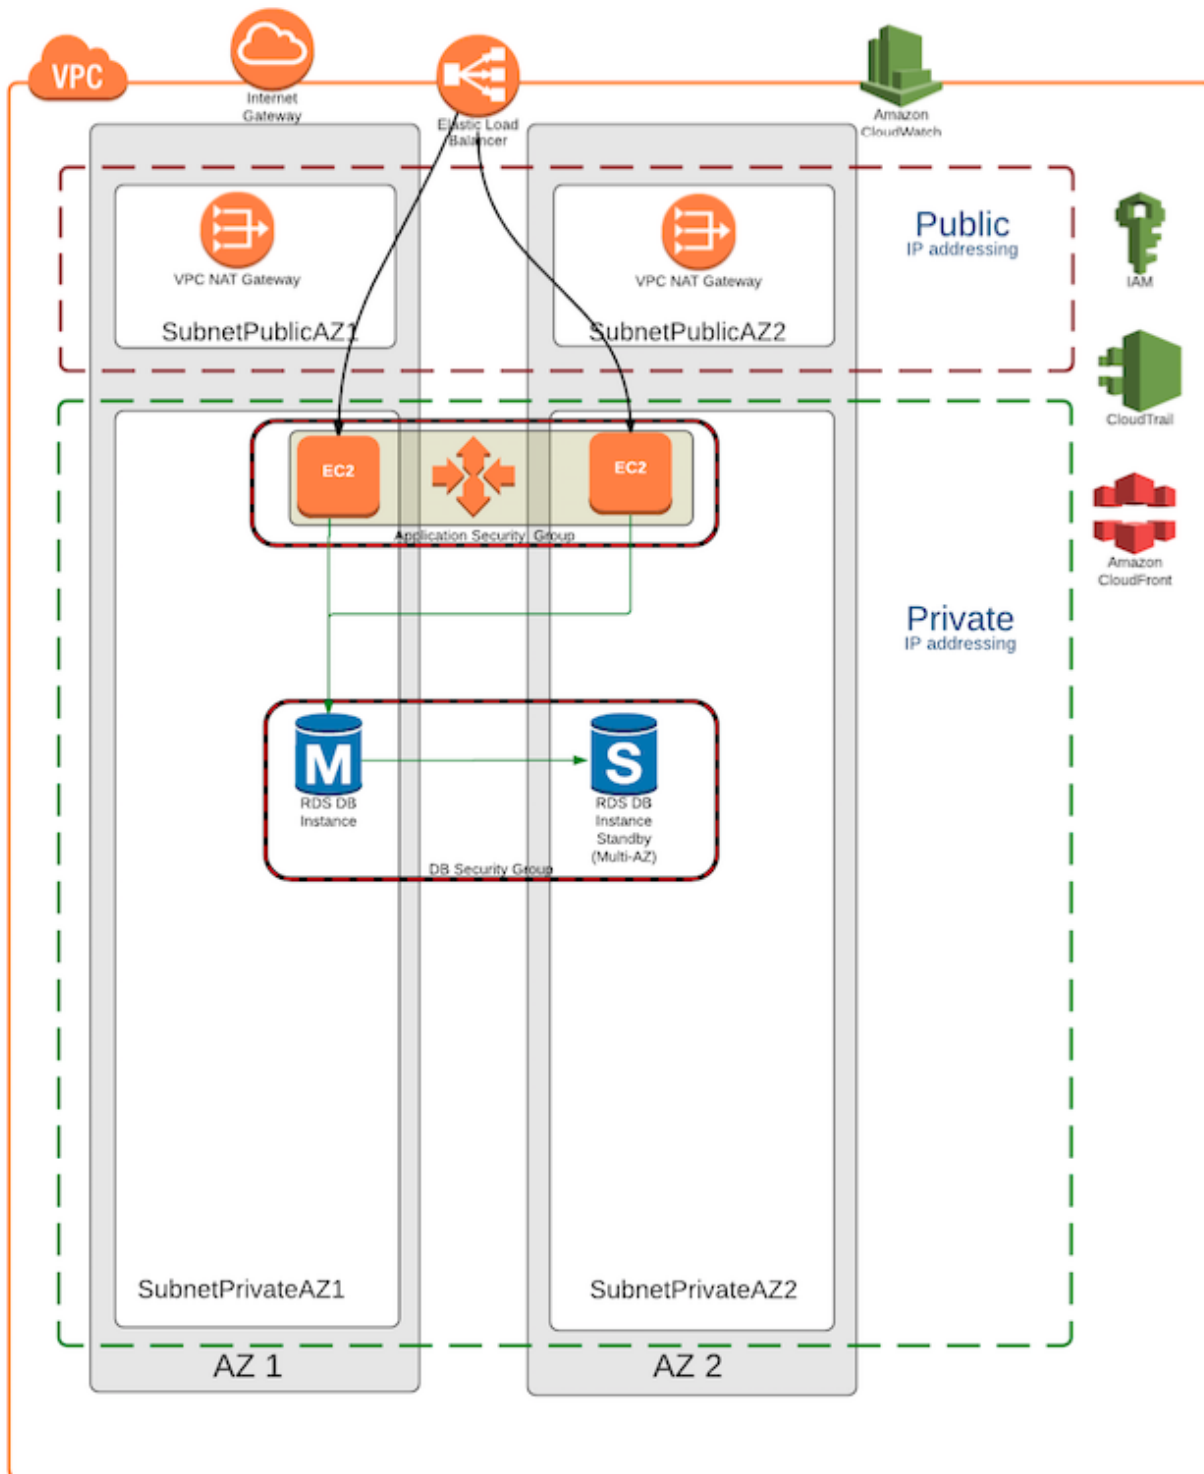 VPC
Internet
Gateway
Elastic Load
Balancer
Amazon
CloudWatch
VPC NAT Gateway
SubnetPublicAZ1
VPC NAT Gateway
SubnetPublicAZ2
Public
IP addressing
IAM
CloudTrail
Amazon
CloudFront
EC2
EC2
Application Security Group
Private
IP addressing
M
RDS DB
Instance
S
RDS DB
Instance
Standby
(Multi-AZ)
DB Security Group
SubnetPrivateAZ1
SubnetPrivateAZ2
AZ 1
AZ 2